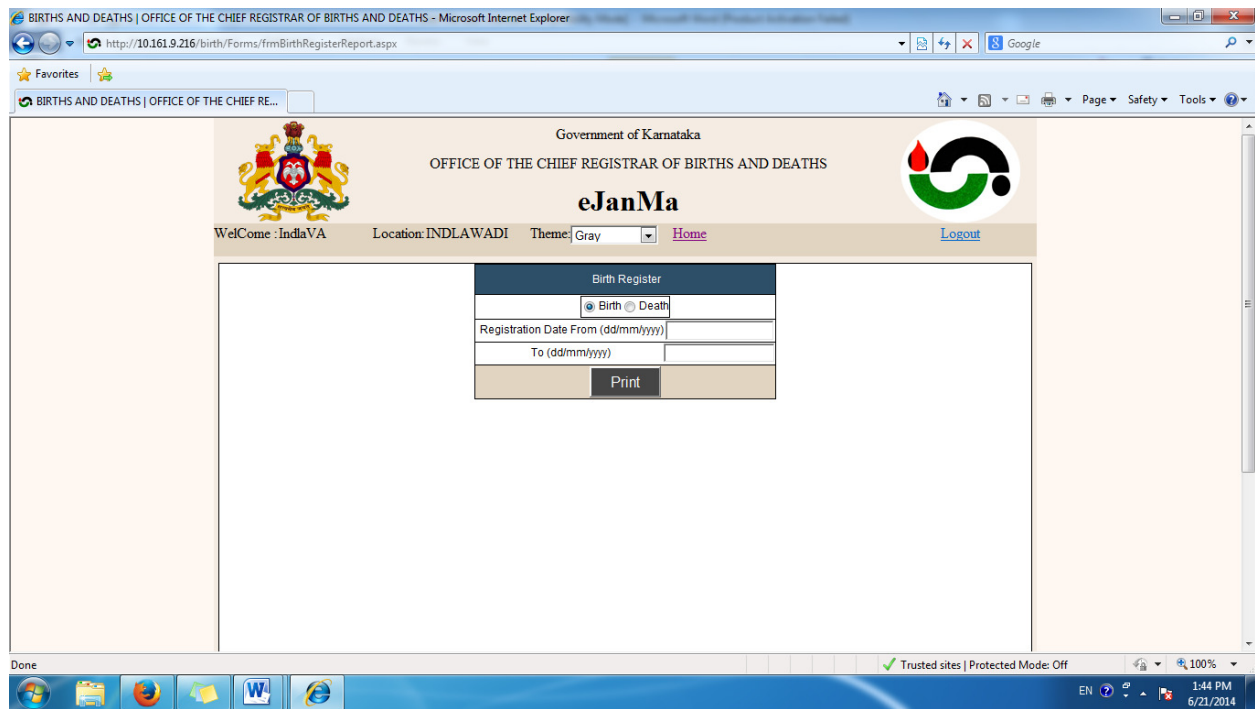 BIRTHS AND DEATHS | OFFICE OF THE CHIEF REGISTRAR OF BIRTHS AND DEATHS - Microsoft Internet Explorer
http://10.161.9.216/birth/Forms/frmBirthRegisterReport.aspx
Google
Favorites
BIRTHS AND DEATHS | OFFICE OF THE CHIEF RE...
Page Safety Tools
Government of Karnataka
OFFICE OF THE CHIEF REGISTRAR OF BIRTHS AND DEATHS
eJanMa
WelCome : IndlaVA Location: INDLAWADI Theme: Gray Home Logout
Birth Register
Birth Death
Registration Date From (dd/mm/yyyy)
To (dd/mm/yyyy)
Print
Done Trusted sites | Protected Mode: Off 100%
EN 1:44 PM
6/21/2014